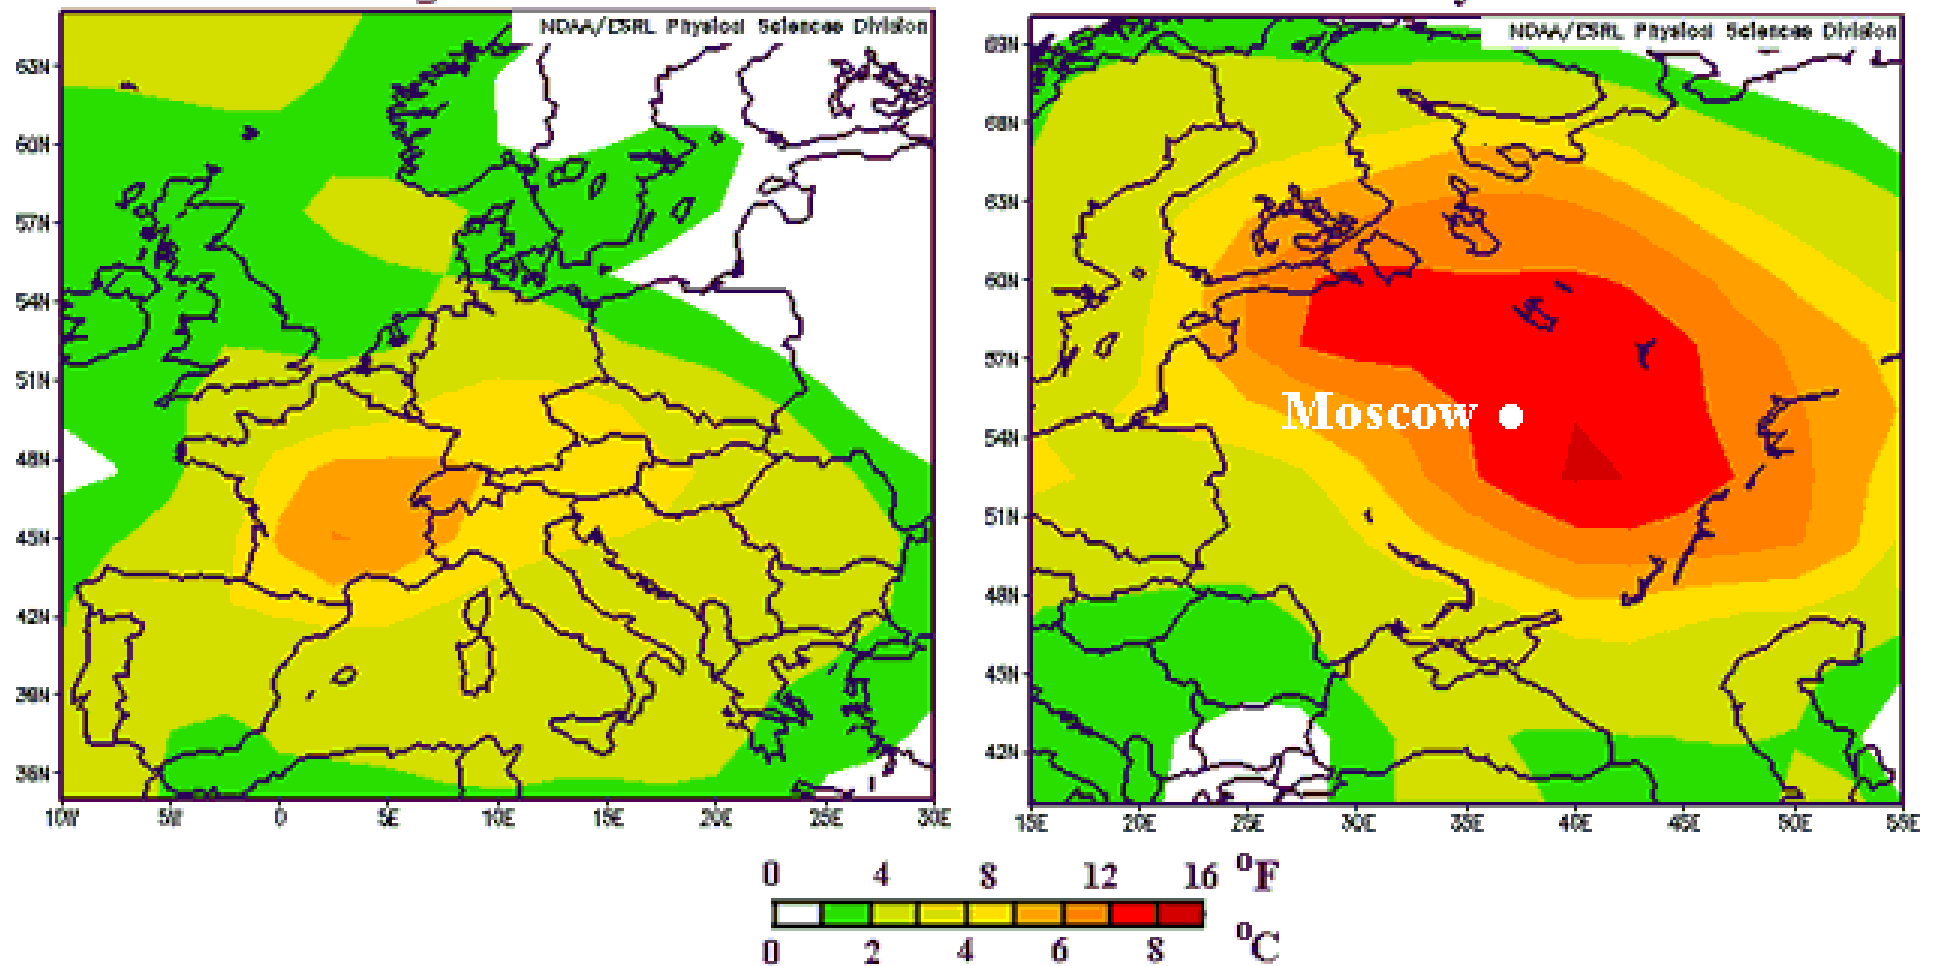 NOAA/ESRL Physical Sciences Division
63N
60N
57N
54N
51N
48N
45N
42N
39N
36N
10W 5W 0 5E 10E 15E 20E 25E 30E
NOAA/ESRL Physical Sciences Division
69N
66N
63N
60N
57N
54N
51N
48N
45N
42N
Moscow
15E 20E 25E 30E 35E 40E 45E 50E 55E
0 4 8 12 16 °F
0 2 4 6 8 °C